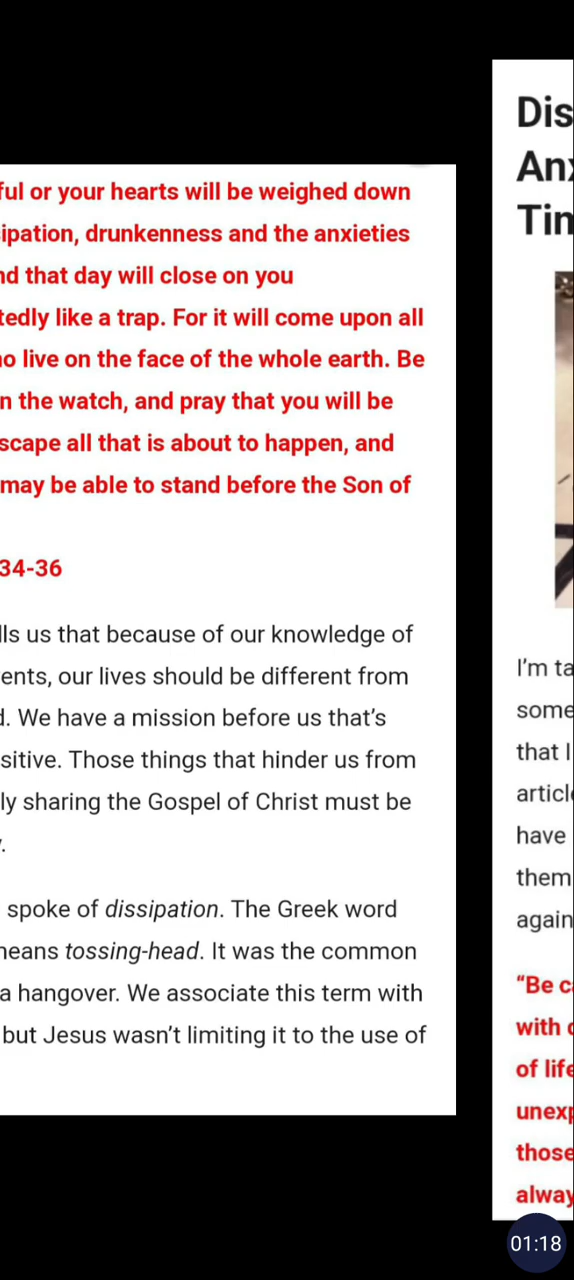 ful or your hearts will be weighed down
ipation, drunkenness and the anxieties
nd that day will close on you
tedly like a trap. For it will come upon all
no live on the face of the whole earth. Be
n the watch, and pray that you will be
scape all that is about to happen, and
may be able to stand before the Son of
34-36
lls us that because of our knowledge of
ents, our lives should be different from
d. We have a mission before us that's
sitive. Those things that hinder us from
ly sharing the Gospel of Christ must be
spoke of dissipation. The Greek word
neans tossing-head. It was the common
a hangover. We associate this term with
but Jesus wasn't limiting it to the use of
Dis
Anx
Tim
I'm ta
some
that I
article
have
them
again
“Be ca
with d
of life
unexp
those
alway
01:18